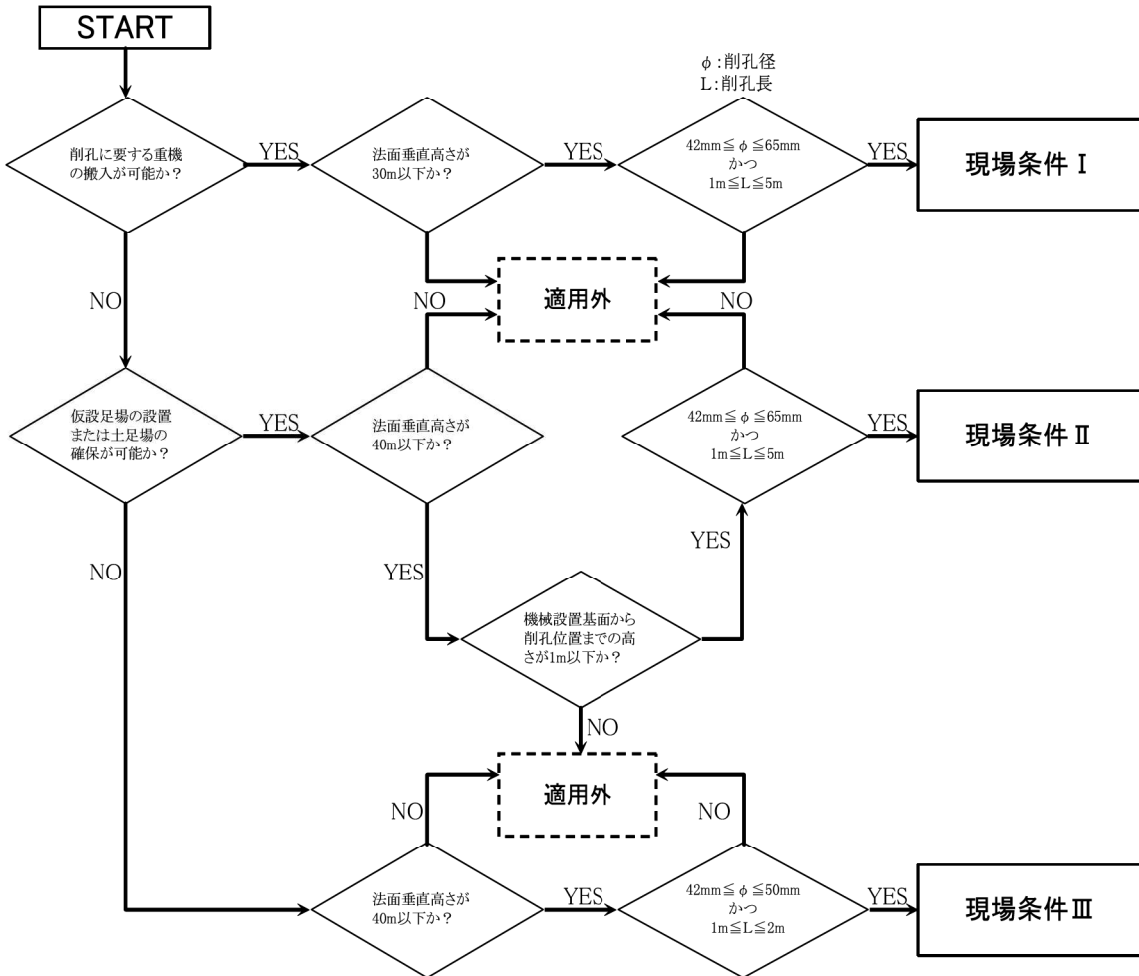 START
φ:削孔径
L:削孔長
削孔に要する重機
の搬入が可能か?
YES
法面垂直高さが
30m以下か?
YES
42mm≦φ≦65mm
かつ
1m≦L≦5m
YES
現場条件 Ⅰ
適用外
NO
NO
NO
仮設足場の設置
または土足場の
確保が可能か?
YES
法面垂直高さが
40m以下か?
42mm≦φ≦65mm
かつ
1m≦L≦5m
YES
現場条件 Ⅱ
NO
YES
YES
機械設置基面から
削孔位置までの高
さが1m以下か?
NO
適用外
NO
NO
法面垂直高さが
40m以下か?
YES
42mm≦φ≦50mm
かつ
1m≦L≦2m
YES
現場条件Ⅲ